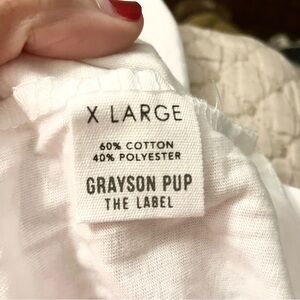 X LARGE
60% COTTON
40% POLYESTER
GRAYSON PUP
THE LABEL